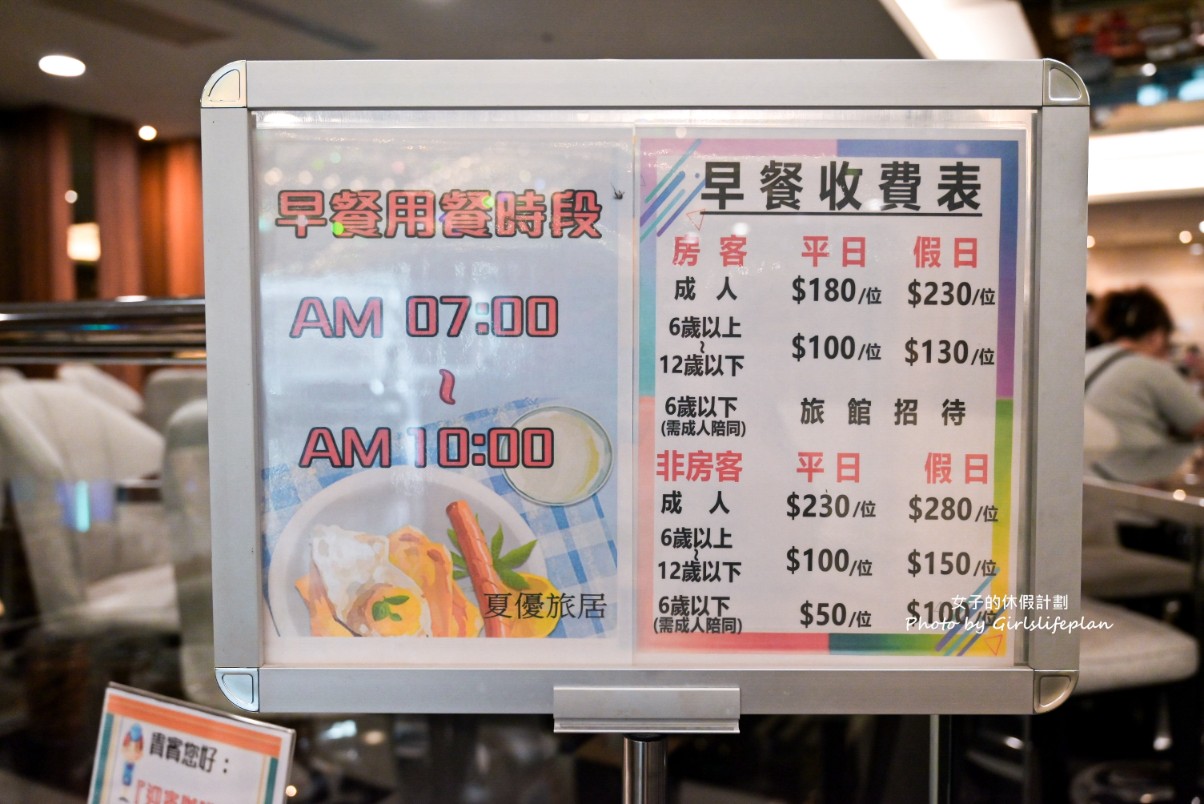 早餐用餐時段
AM 07:00
~
AM 10:00
夏優旅居
早餐收費表
房客 平日 假日
成人 $180/位 $230/位
6歲以上
~
12歲以下 $100/位 $130/位
6歲以下
(需成人陪同) 旅館招待
非房客 平日 假日
成人 $230/位 $280/位
6歲以上
~
12歲以下 $100/位 $150/位
6歲以下
(需成人陪同) $50/位 $100/位
女子的休假計劃
Photo by Girlslifeplan
貴賓您好：